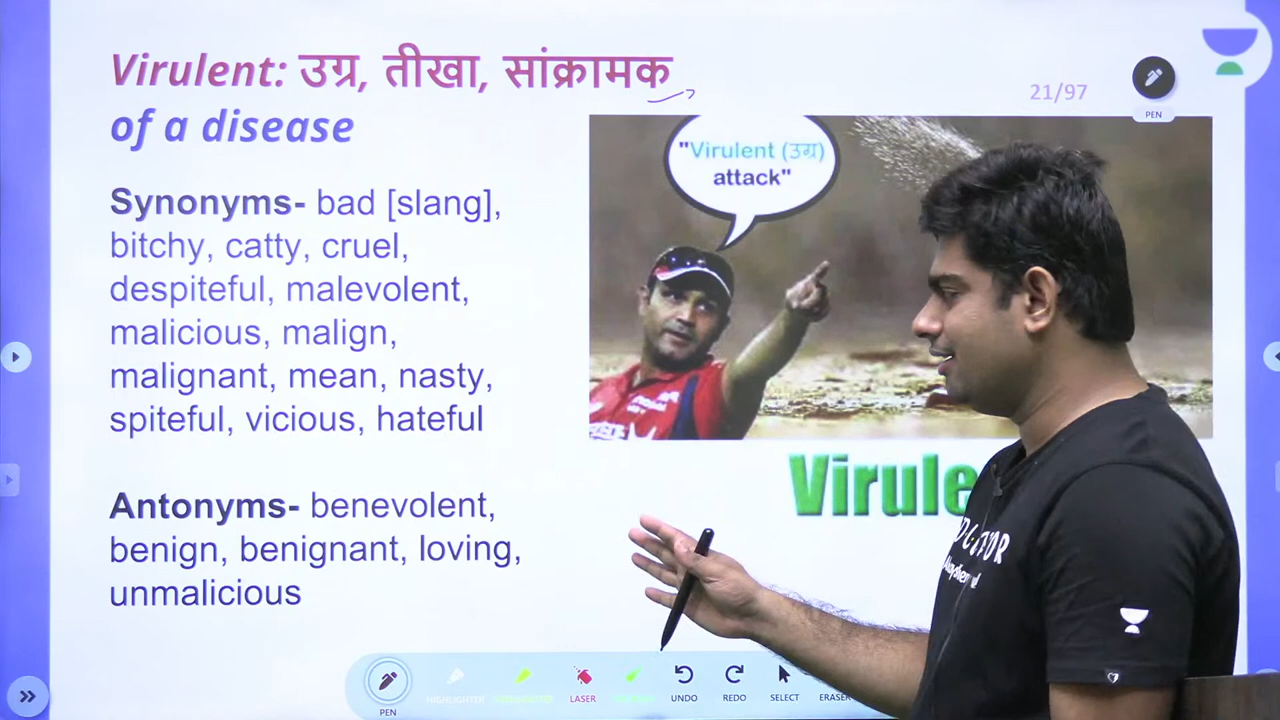 Virulent: उग्र, तीखा, सांक्रामक
of a disease
21/97
PEN
"Virulent (उग्र)
attack"
Synonyms- bad [slang],
bitchy, catty, cruel,
despiteful, malevolent,
malicious, malign,
malignant, mean, nasty,
spiteful, vicious, hateful
Virule
Antonyms- benevolent,
benign, benignant, loving,
unmalicious
PEN
HIGHLIGHTER
LASER
UNDO
REDO
SELECT
ERASER